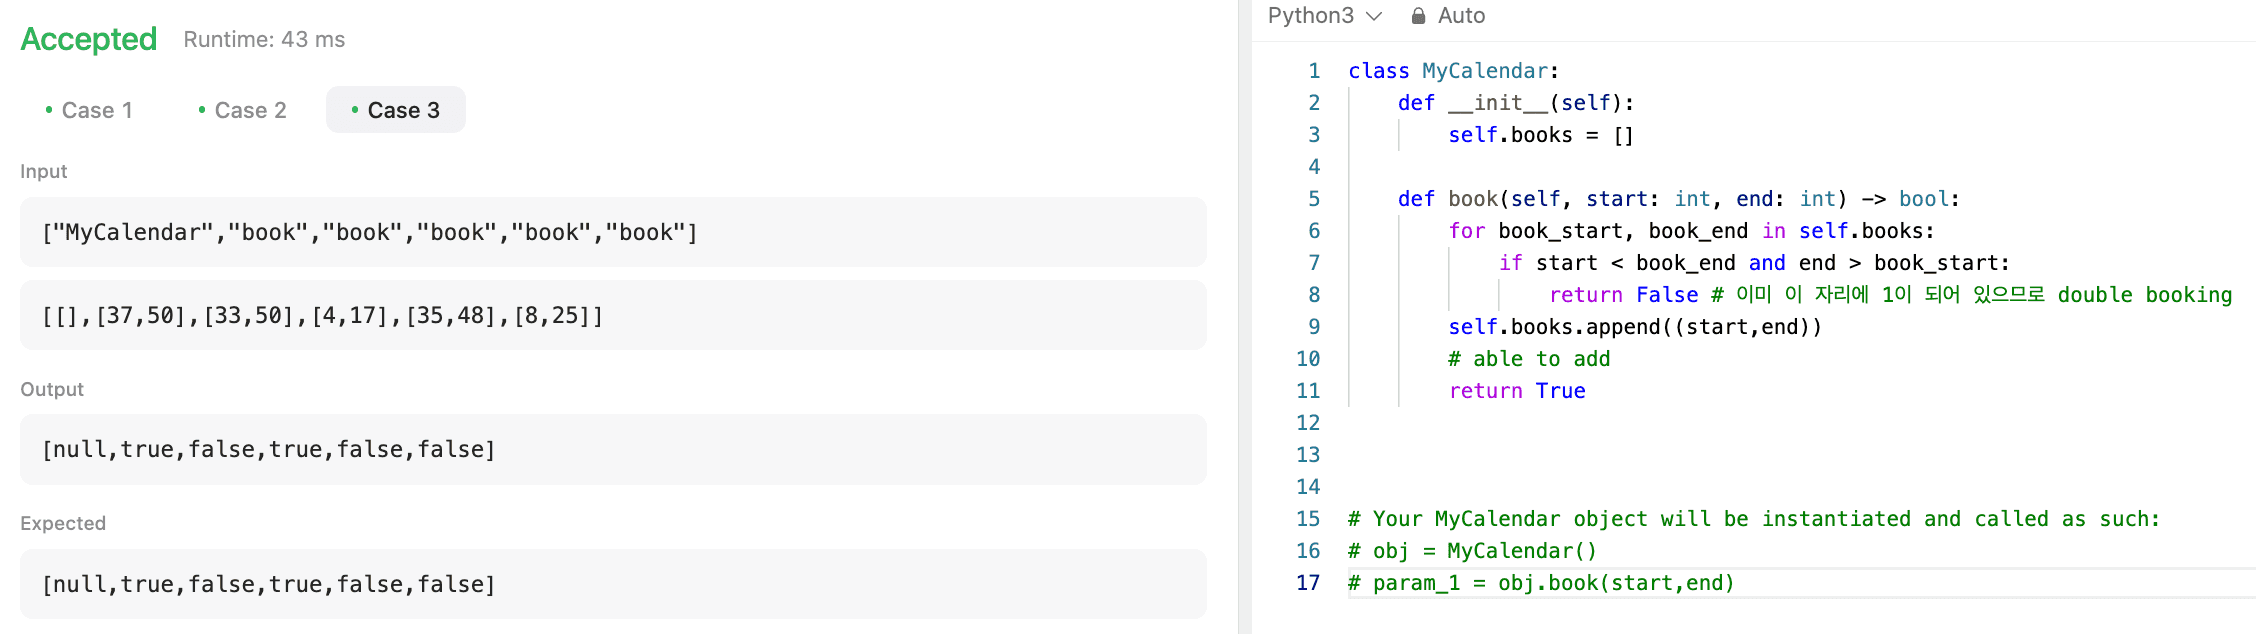 Accepted Runtime: 43 ms
Case 1 Case 2 Case 3
Input
["MyCalendar","book","book","book","book","book"]
[[],[37,50],[33,50],[4,17],[35,48],[8,25]]
Output
[null,true,false,true,false,false]
Expected
[null,true,false,true,false,false]
Python3 Auto
1 class MyCalendar:
2     def __init__(self):
3         self.books = []
4
5     def book(self, start: int, end: int) -> bool:
6         for book_start, book_end in self.books:
7             if start < book_end and end > book_start:
8                 return False # 이미 이 자리에 1이 되어 있으므로 double booking
9         self.books.append((start,end))
10         # able to add
11         return True
12
13
14
15 # Your MyCalendar object will be instantiated and called as such:
16 # obj = MyCalendar()
17 # param_1 = obj.book(start,end)